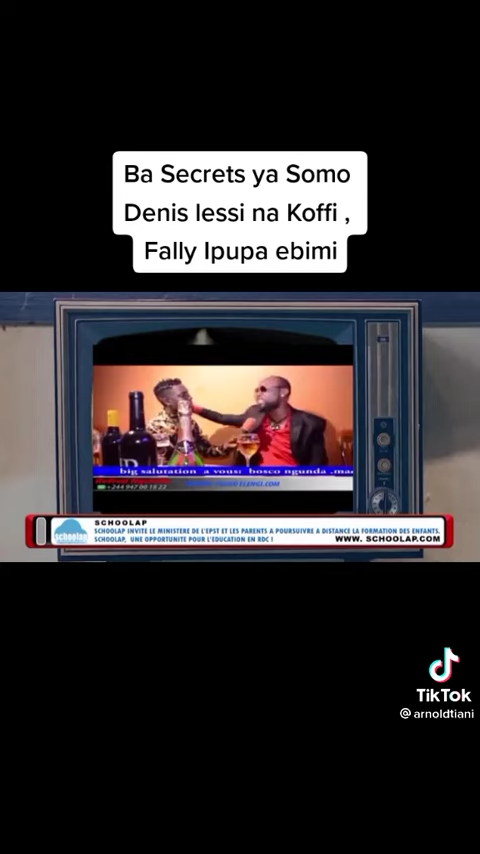 Ba Secrets ya Somo
Denis lessi na Koffi ,
Fally Ipupa ebimi
big salutation a vous: bosco ngunda
SCHOOLAP
SCHOOLAP INVITE LE MINISTERE DE L'EPST ET LES PARENTS A POURSUIVRE A DISTANCE LA FORMATION DES ENFANTS.
SCHOOLAP, UNE OPPORTUNITE POUR L'EDUCATION EN RDC !
WWW. SCHOOLAP.COM
schoolap
TikTok
@ arnoldtiani